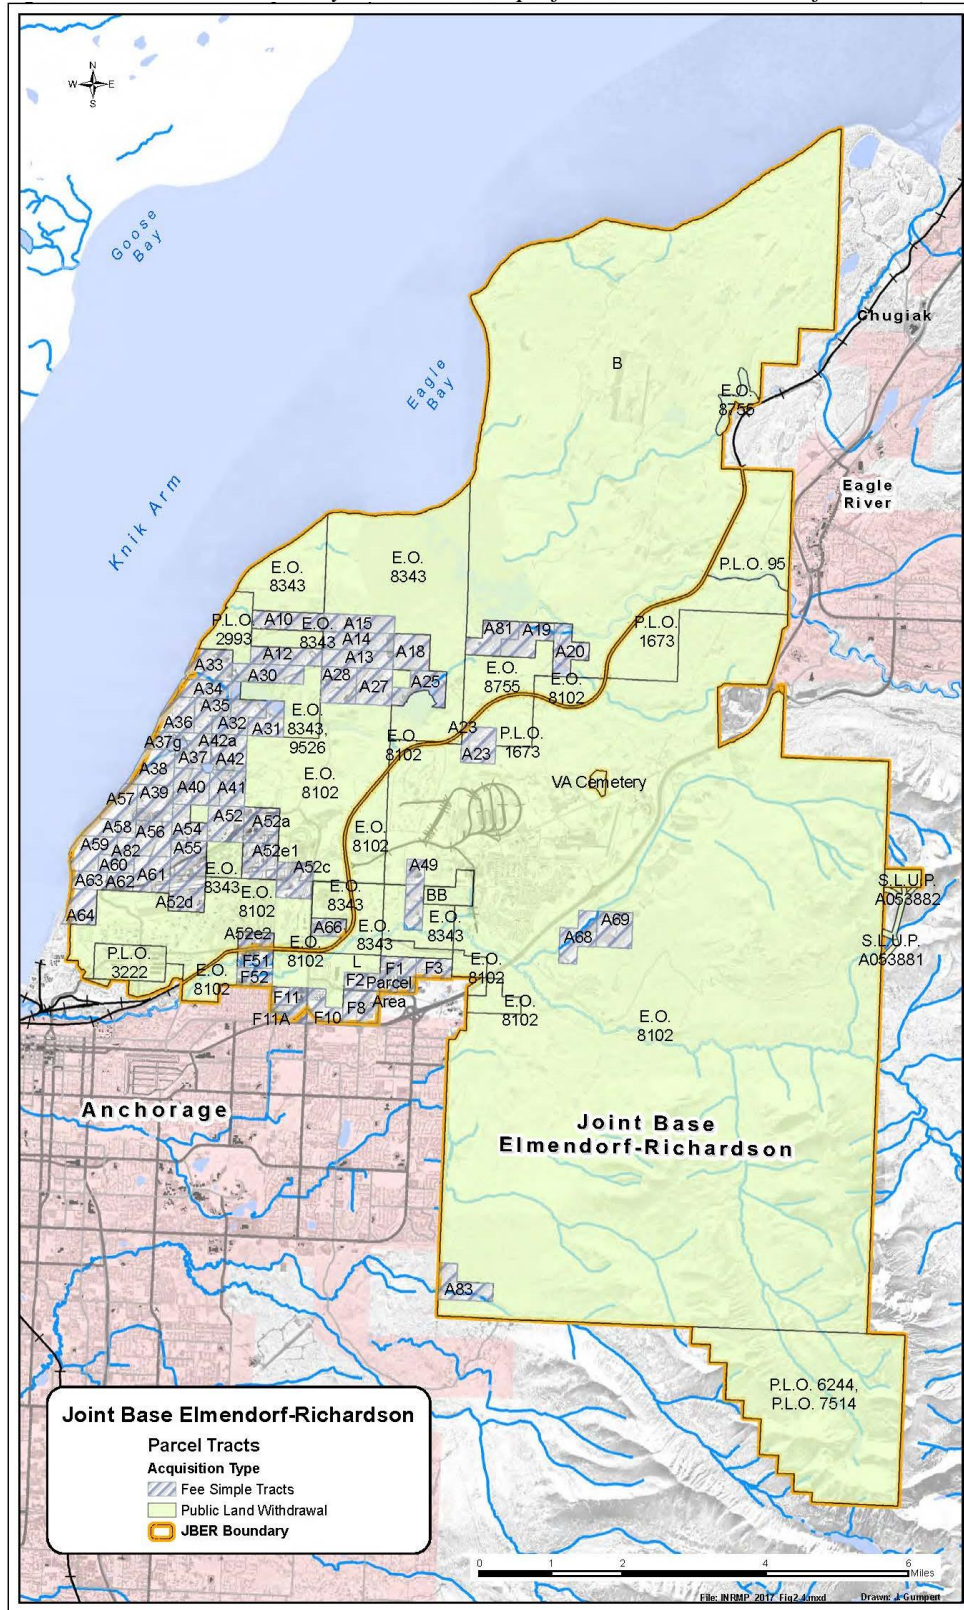 N
W E
S
Goose
Bay
Chugiak
B
Eagle
Bay
E.O.
8755
Eagle
River
Knik Arm
E.O.
8343
E.O.
8343
P.L.O. 95
P.L.O.
2993
A10
E.O.
8343
A15
A14
A13
A12
A18
A81
A19
A20
P.L.O.
1673
A33
A30
A28
A27
A25
E.O.
8755
E.O.
8102
A34
A35
A36
A32
A31
E.O.
8343,
9526
A37g
A42a
A37
A42
E.O.
8102
A23
A23
P.L.O.
1673
A38
A40
A41
A39
A57
E.O.
8102
VA Cemetery
A58
A56
A54
A52
A52a
E.O.
8102
A59
A82
A55
A52e1
A60
A61
A63
A62
E.O.
8343
A52c
A49
A52d
E.O.
8102
E.O.
8343
BB
S.L.U.P.
A053882
A64
A66
E.O.
8343
E.O.
8343
A68
A69
A52e2
S.L.U.P.
A053881
P.L.O.
3222
E.O.
8102
F51
F52
E.O.
8102
L
F1
F3
E.O.
8102
F2
Parcel
Area
F11
F8
F11A
F10
E.O.
8102
E.O.
8102
Anchorage
Joint Base
Elmendorf-Richardson
A83
P.L.O. 6244,
P.L.O. 7514
Joint Base Elmendorf-Richardson
Parcel Tracts
Acquisition Type
Fee Simple Tracts
Public Land Withdrawal
JBER Boundary
0 1 2 4 6
Miles
File: INRMP_2017_Fig2.4.mxd Drawn: J. Gumpert